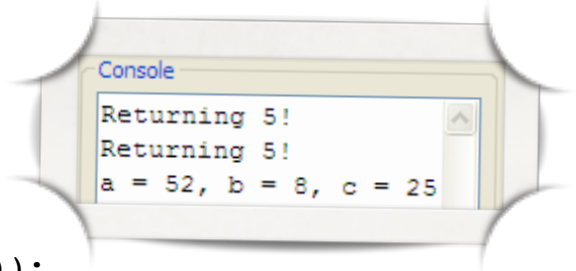 Console
Returning 5!
Returning 5!
a = 52, b = 8, c = 25
);